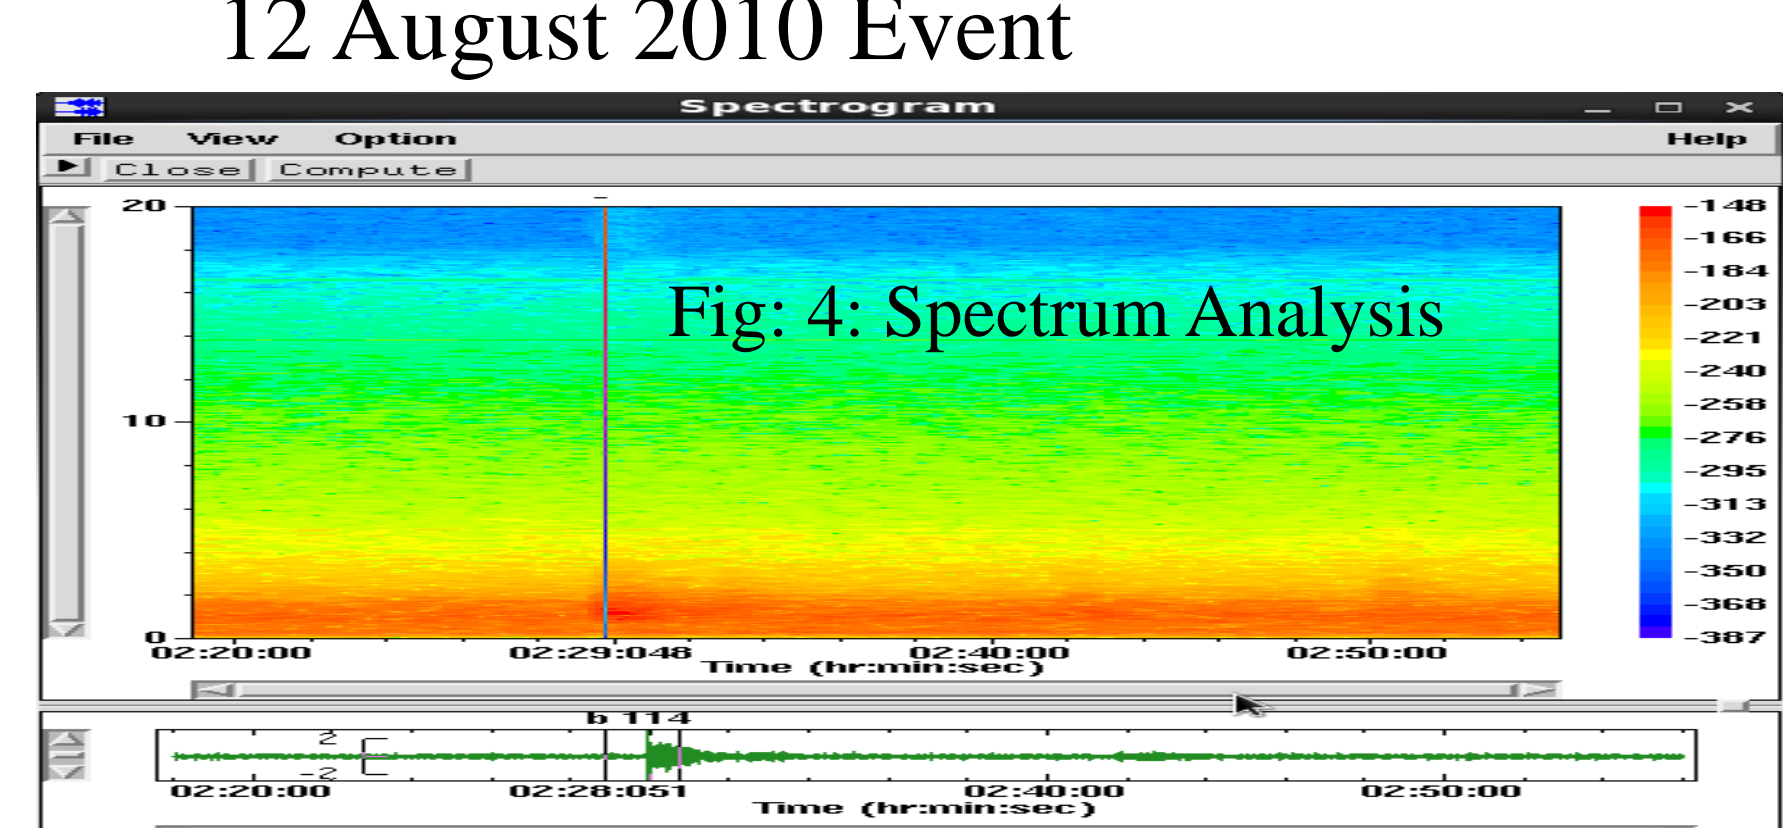 12 August 2010 Event
Spectrogram
File View Option Help
Close Compute
20
10
0
Fig: 4: Spectrum Analysis
-148
-166
-184
-203
-221
-240
-258
-276
-295
-313
-332
-350
-368
-387
02:20:00 02:29:048 02:40:00 02:50:00
Time (hr:min:sec)
b 114
2
-2
02:20:00 02:28:051 02:40:00 02:50:00
Time (hr:min:sec)